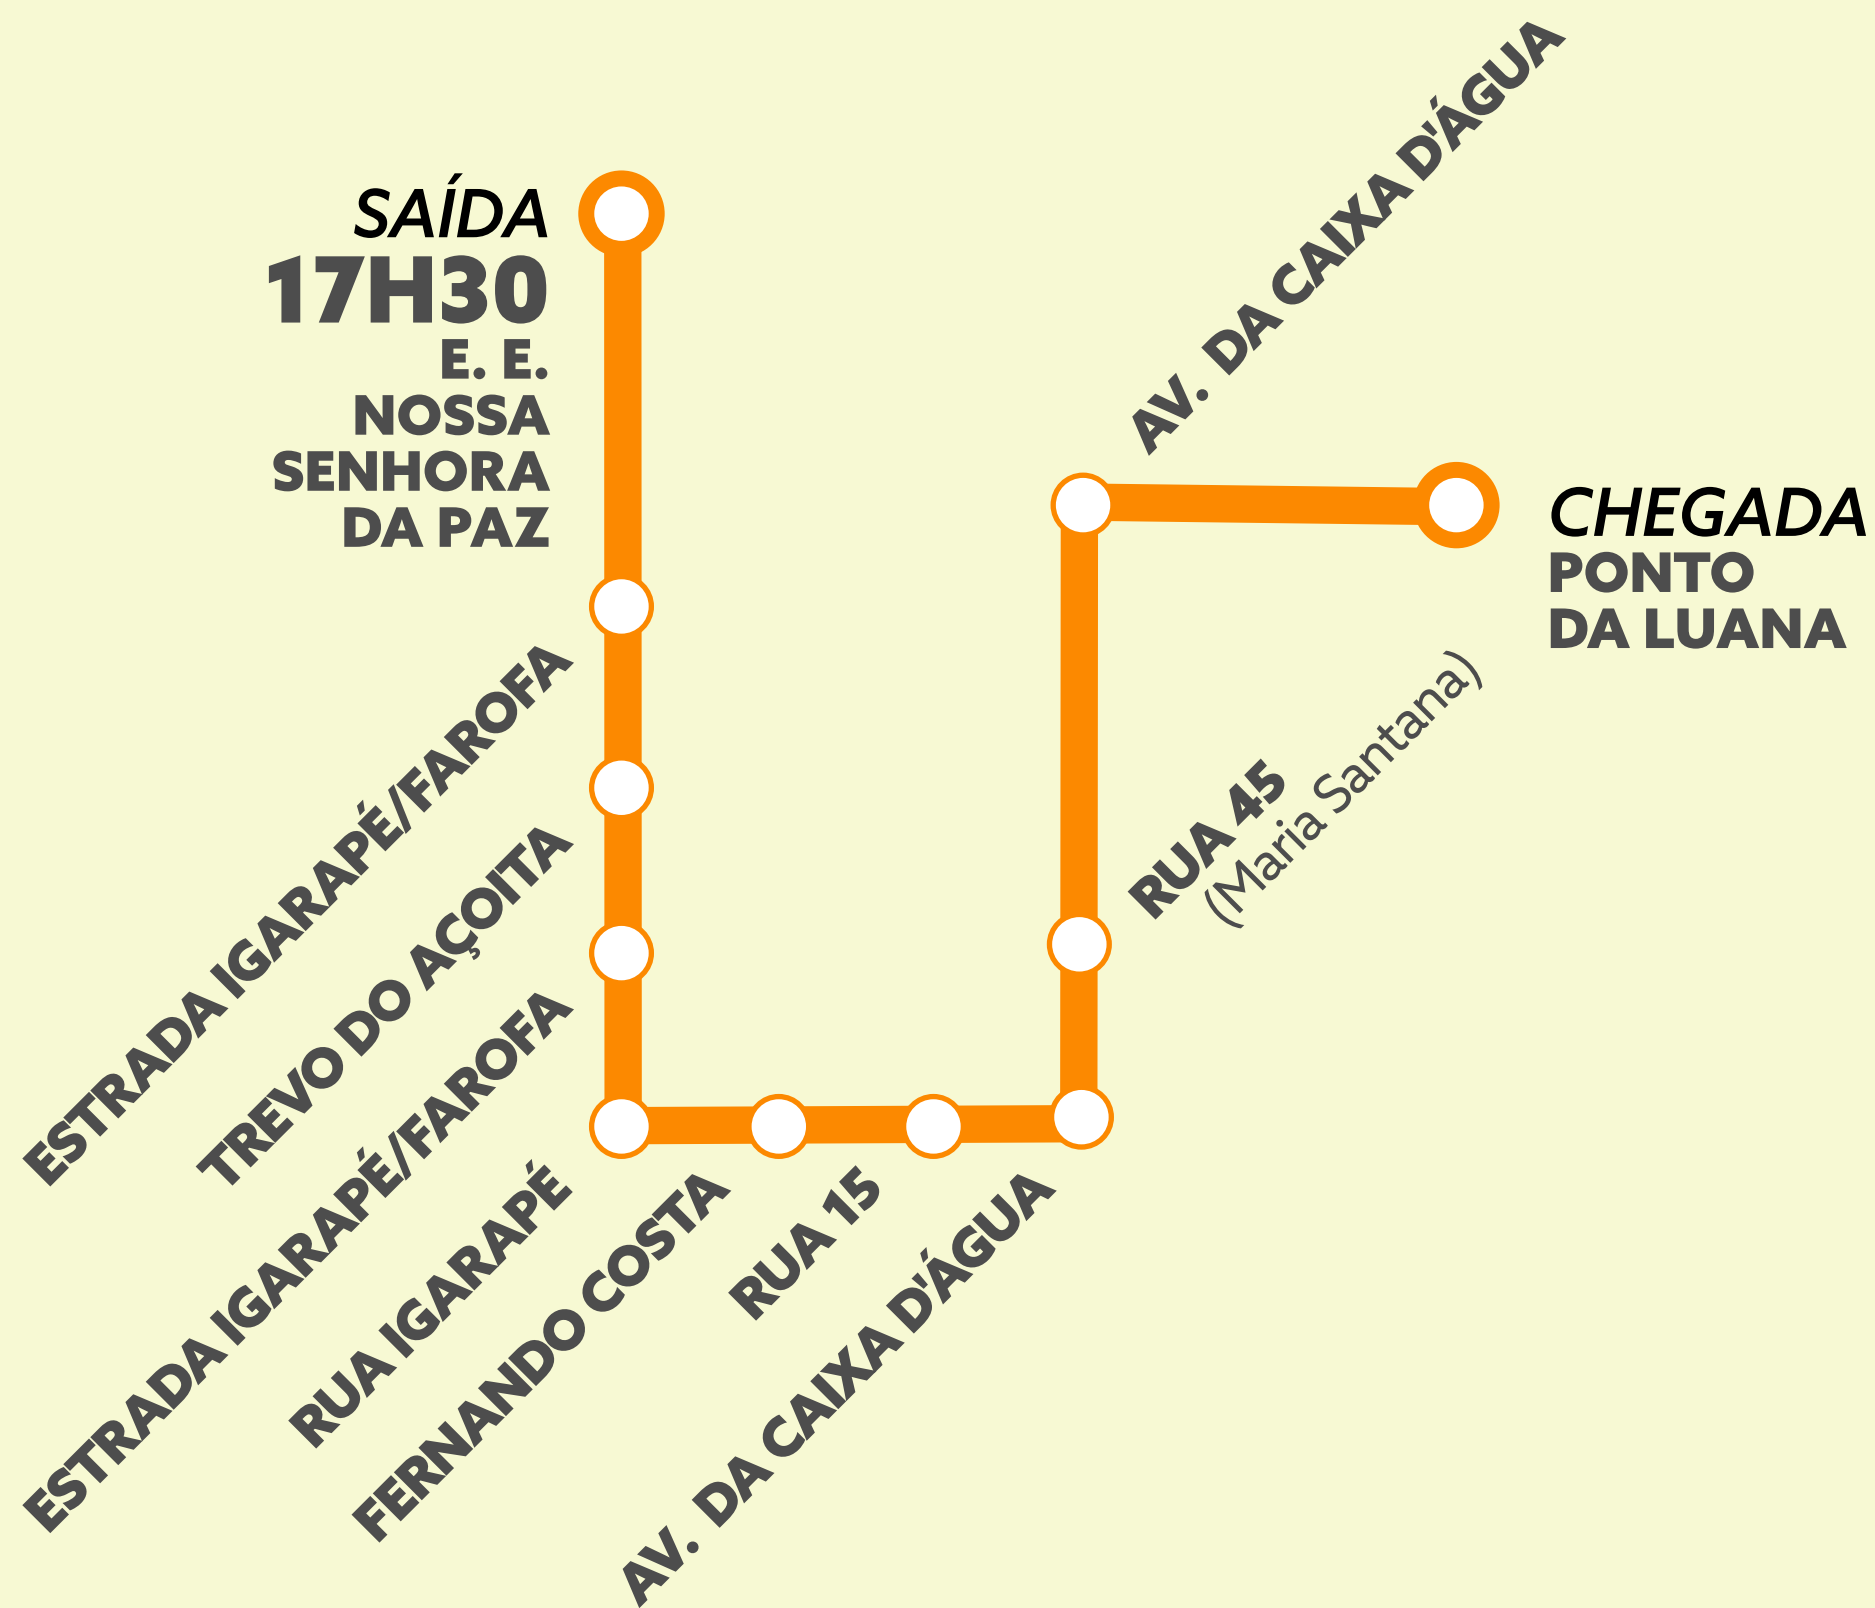 SAÍDA
17H30
E. E.
NOSSA
SENHORA
DA PAZ
ESTRADA IGARAPÉ/FAROFA
TREVO DO AÇOITA
ESTRADA IGARAPÉ/FAROFA
RUA IGARAPÉ
FERNANDO COSTA
RUA 15
AV. DA CAIXA D'ÁGUA
RUA 45
(Maria Santana)
AV. DA CAIXA D'ÁGUA
CHEGADA
PONTO
DA LUANA